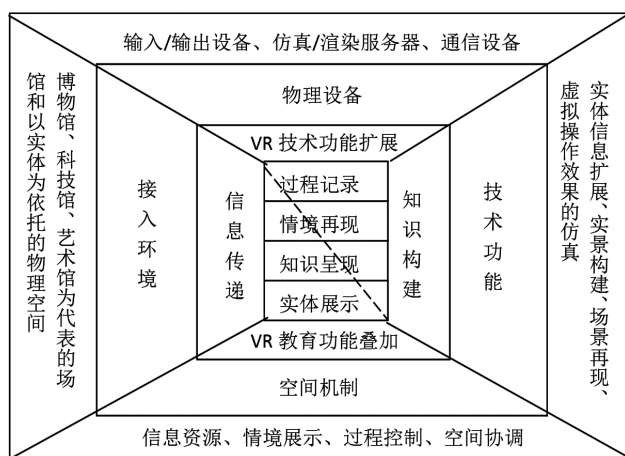 输入/输出设备、仿真/渲染服务器、通信设备
物理设备
VR 技术功能扩展
博物馆、科技馆、艺术馆为代表的场
馆和以实体为依托的物理空间
接入环境
信息传递
过程记录
情境再现
知识呈现
实体展示
知识构建
技术功能
实体信息扩展、实景构建、场景再现、
虚拟操作效果的仿真
VR 教育功能叠加
空间机制
信息资源、情境展示、过程控制、空间协调